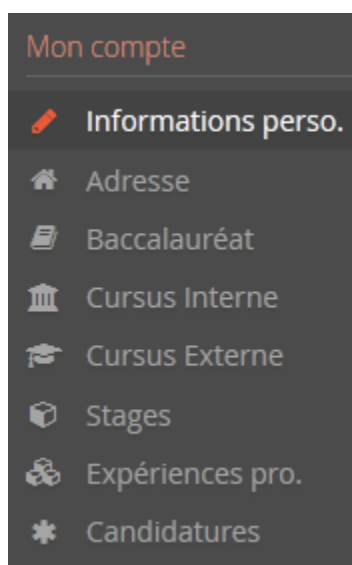 Mon compte
Informations perso.
Adresse
Baccalauréat
Cursus Interne
Cursus Externe
Stages
Expériences pro.
Candidatures